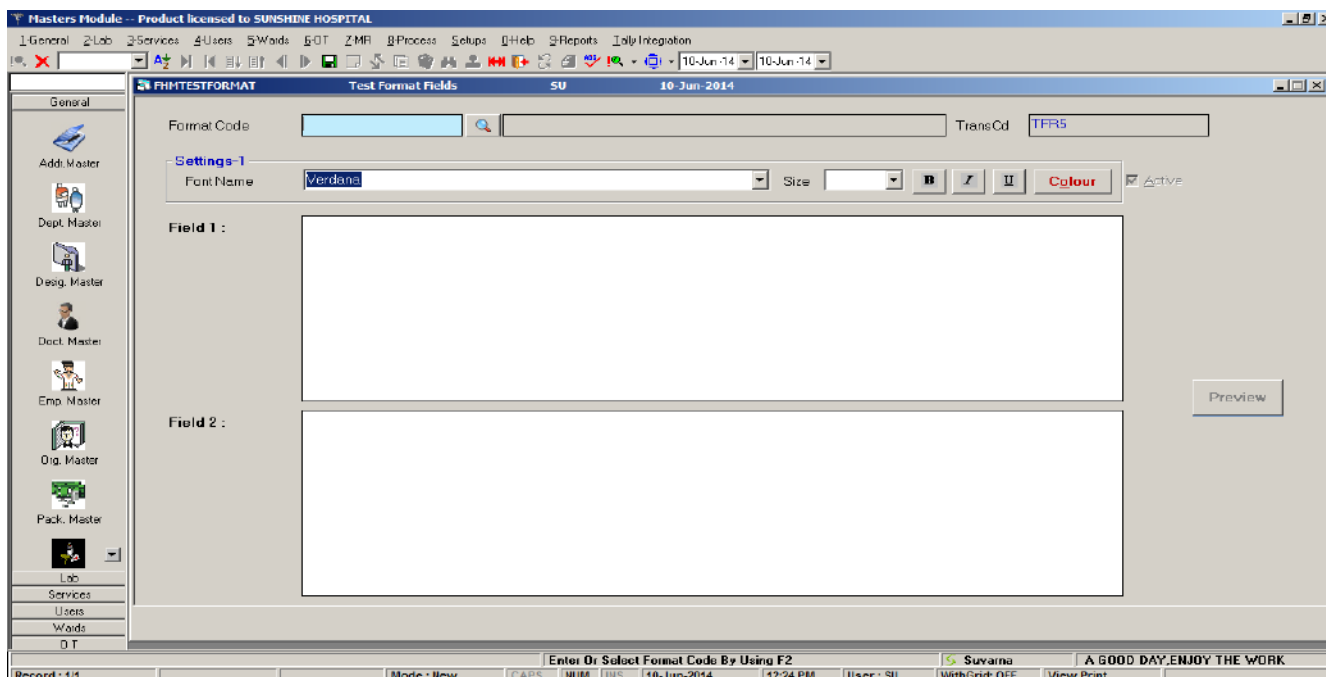 Masters Module -- Product licensed to SUNSHINE HOSPITAL
1-General 2-Lab 3-Services 4-Users 5-Wards 6-OT 7-MR 8-Process Setups 0-Help 9-Reports Tally Integration
10-Jun-14 10-Jun-14
FHMTESTFORMAT Test Format Fields SU 10-Jun-2014
General
Format Code TransCd TFR5
Addr.Master
Settings-1
Font Name Verdana Size B I U Colour Active
Dept. Master
Field 1 :
Desig. Master
Doct. Master
Emp. Master
Preview
Field 2 :
Org. Master
Pack. Master
Lab
Services
Users
Wards
O T
Enter Or Select Format Code By Using F2 Suvarna A GOOD DAY,ENJOY THE WORK
Record : 1/1 Mode : New CAPS NUM INS 10-Jun-2014 12:24 PM User : SU WithGrid: OFF View Print